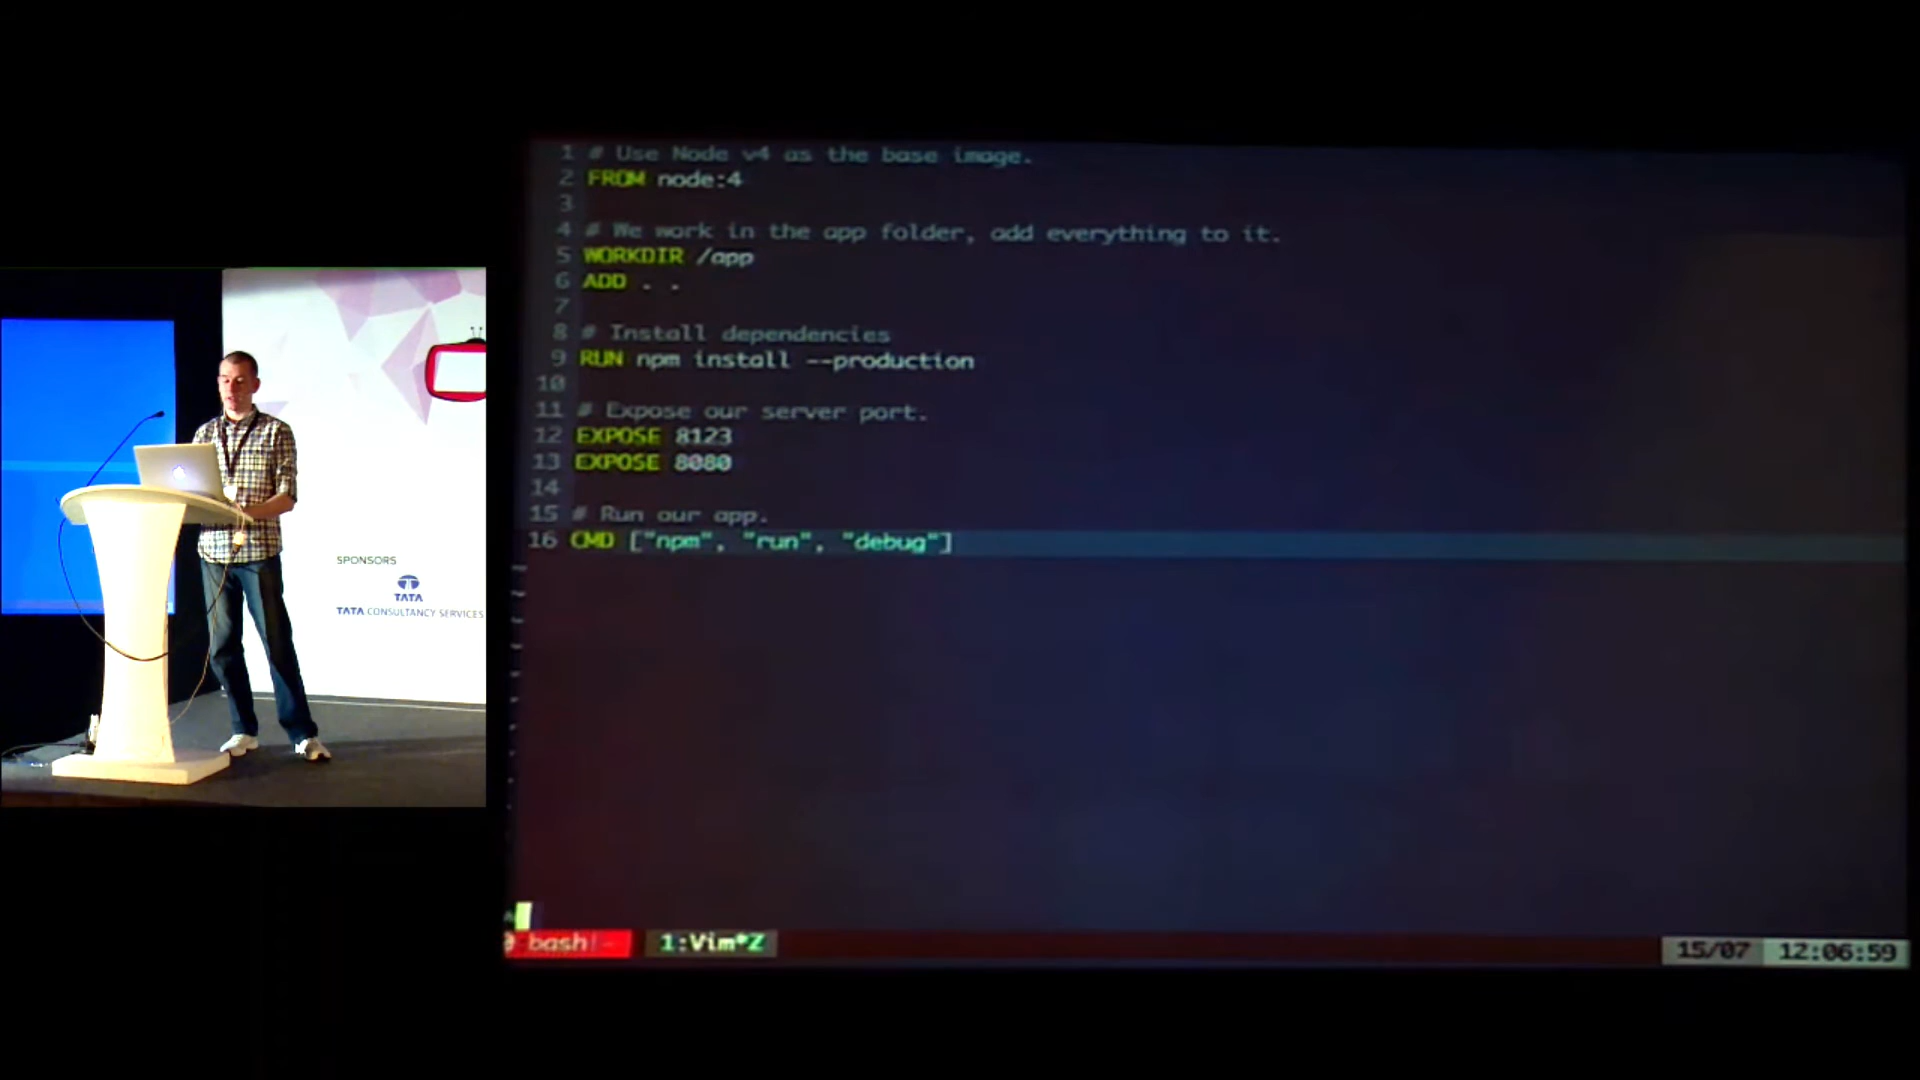 1 # Use Node v4 as the base image.
2 FROM node:4
3
4 # We work in the app folder, add everything to it.
5 WORKDIR /app
6 ADD . .
7
8 # Install dependencies
9 RUN npm install --production
10
11 # Expose our server port.
12 EXPOSE 8123
13 EXPOSE 8080
14
15 # Run our app.
16 CMD ["npm", "run", "debug"]
~
~
~
~
~
bash!- 1:Vim*Z 15/07 12:06:59
SPONSORS
TATA
TATA CONSULTANCY SERVICES